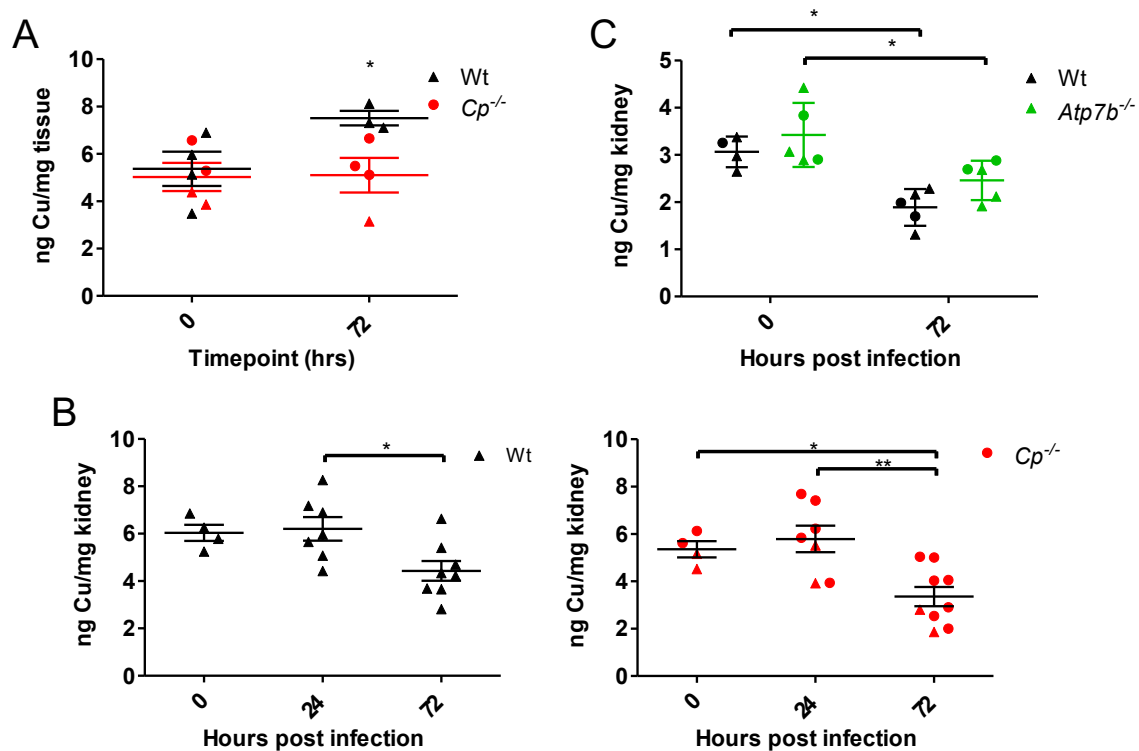 A
ng Cu/mg tissue
10
8
6
4
2
0
*
Wt
Cp-/-
0
72
Timepoint (hrs)
C
ng Cu/mg kidney
5
4
3
2
1
0
*
*
Wt
Atp7b-/-
0
72
Hours post infection
B
ng Cu/mg kidney
10
8
6
4
2
0
*
Wt
0
24
72
Hours post infection
ng Cu/mg kidney
10
8
6
4
2
0
*
**
Cp-/-
0
24
72
Hours post infection